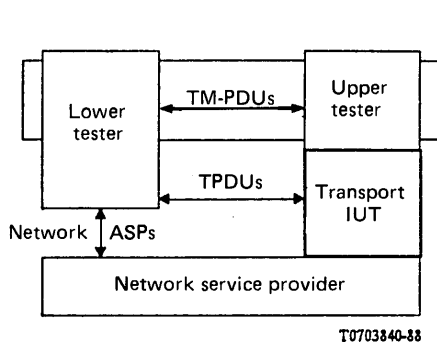 Lower
tester
TM-PDUs
Upper
tester
TPDUs
Transport
IUT
Network ASPs
Network service provider
T0703840-88